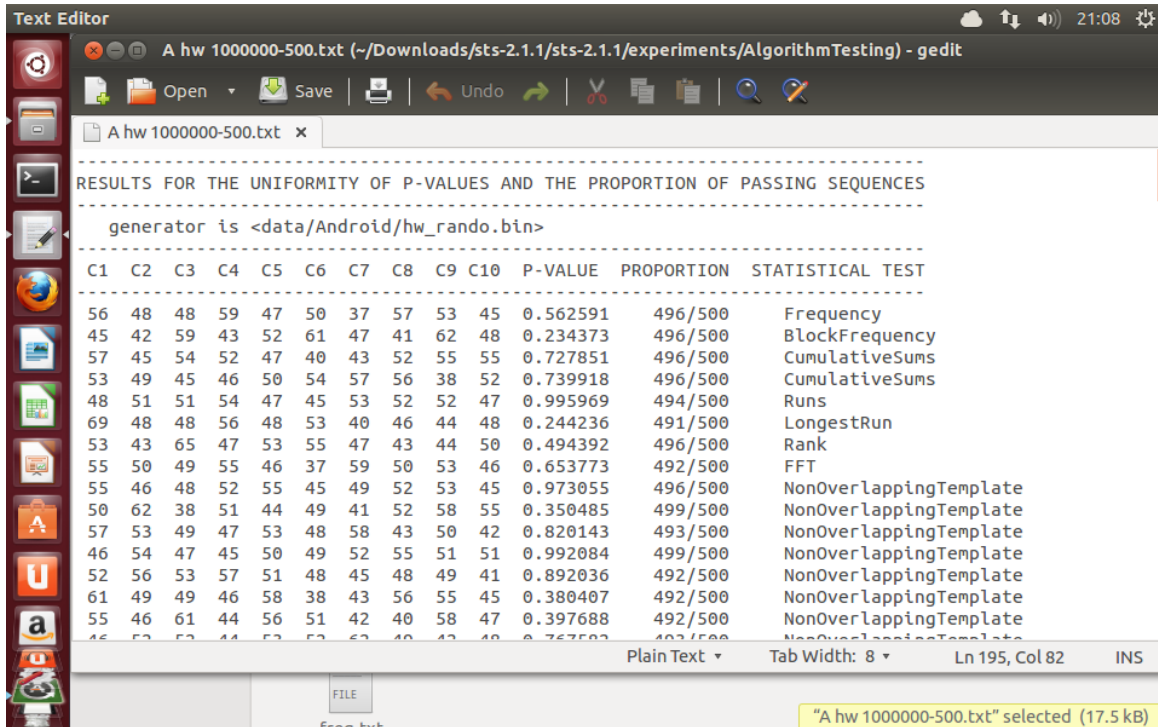 Text Editor 21:08
A hw 1000000-500.txt (~/Downloads/sts-2.1.1/sts-2.1.1/experiments/AlgorithmTesting) - gedit
Open Save Undo
A hw 1000000-500.txt ×
--------------------------------------------------------------------------------
RESULTS FOR THE UNIFORMITY OF P-VALUES AND THE PROPORTION OF PASSING SEQUENCES
--------------------------------------------------------------------------------
generator is <data/Android/hw_rando.bin>
--------------------------------------------------------------------------------
C1 C2 C3 C4 C5 C6 C7 C8 C9 C10 P-VALUE PROPORTION STATISTICAL TEST
--------------------------------------------------------------------------------
56 48 48 59 47 50 37 57 53 45 0.562591 496/500 Frequency
45 42 59 43 52 61 47 41 62 48 0.234373 496/500 BlockFrequency
57 45 54 52 47 40 43 52 55 55 0.727851 496/500 CumulativeSums
53 49 45 46 50 54 57 56 38 52 0.739918 496/500 CumulativeSums
48 51 51 54 47 45 53 52 52 47 0.995969 494/500 Runs
69 48 48 56 48 53 40 46 44 48 0.244236 491/500 LongestRun
53 43 65 47 53 55 47 43 44 50 0.494392 496/500 Rank
55 50 49 55 46 37 59 50 53 46 0.653773 492/500 FFT
55 46 48 52 55 45 49 52 53 45 0.973055 496/500 NonOverlappingTemplate
50 62 38 51 44 49 41 52 58 55 0.350485 499/500 NonOverlappingTemplate
57 53 49 47 53 48 58 43 50 42 0.820143 493/500 NonOverlappingTemplate
46 54 47 45 50 49 52 55 51 51 0.992084 499/500 NonOverlappingTemplate
52 56 53 57 51 48 45 48 49 41 0.892036 492/500 NonOverlappingTemplate
61 49 49 46 58 38 43 56 55 45 0.380407 492/500 NonOverlappingTemplate
55 46 61 44 56 51 42 40 58 47 0.397688 492/500 NonOverlappingTemplate
Plain Text Tab Width: 8 Ln 195, Col 82 INS
FILE
"A hw 1000000-500.txt" selected (17.5 kB)